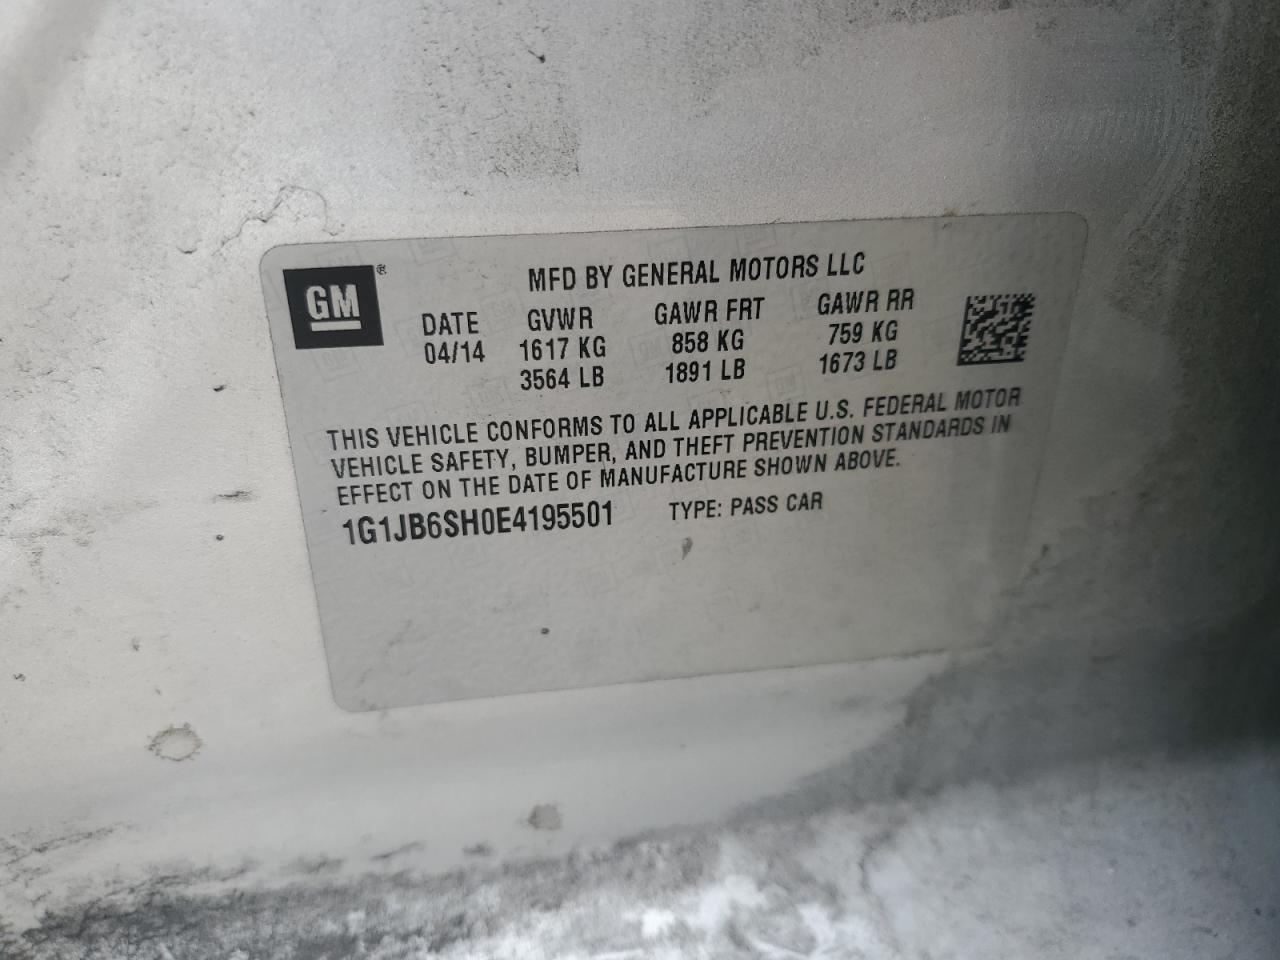 GM ®
MFD BY GENERAL MOTORS LLC
DATE GVWR GAWR FRT GAWR RR
04/14 1617 KG 858 KG 759 KG
3564 LB 1891 LB 1673 LB
THIS VEHICLE CONFORMS TO ALL APPLICABLE U.S. FEDERAL MOTOR
VEHICLE SAFETY, BUMPER, AND THEFT PREVENTION STANDARDS IN
EFFECT ON THE DATE OF MANUFACTURE SHOWN ABOVE.
1G1JB6SH0E4195501 TYPE: PASS CAR